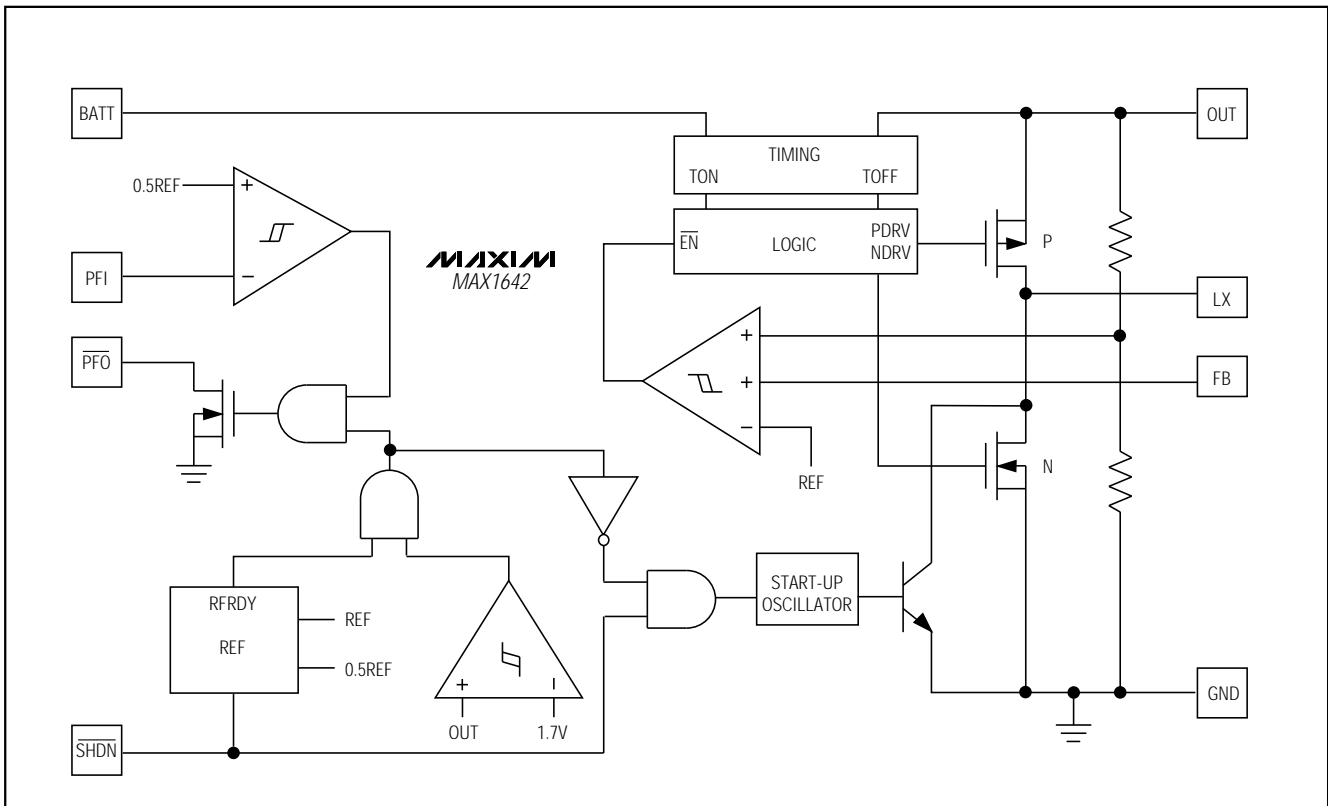 BATT
OUT
TIMING
TON TOFF
0.5REF
+
EN LOGIC PDRV
NDRV
P
MAXIM
MAX1642
PFI
−
LX
PFO
+
+
FB
−
REF
N
RFRDY
REF
REF
0.5REF
START-UP
OSCILLATOR
+ −
OUT 1.7V
GND
SHDN